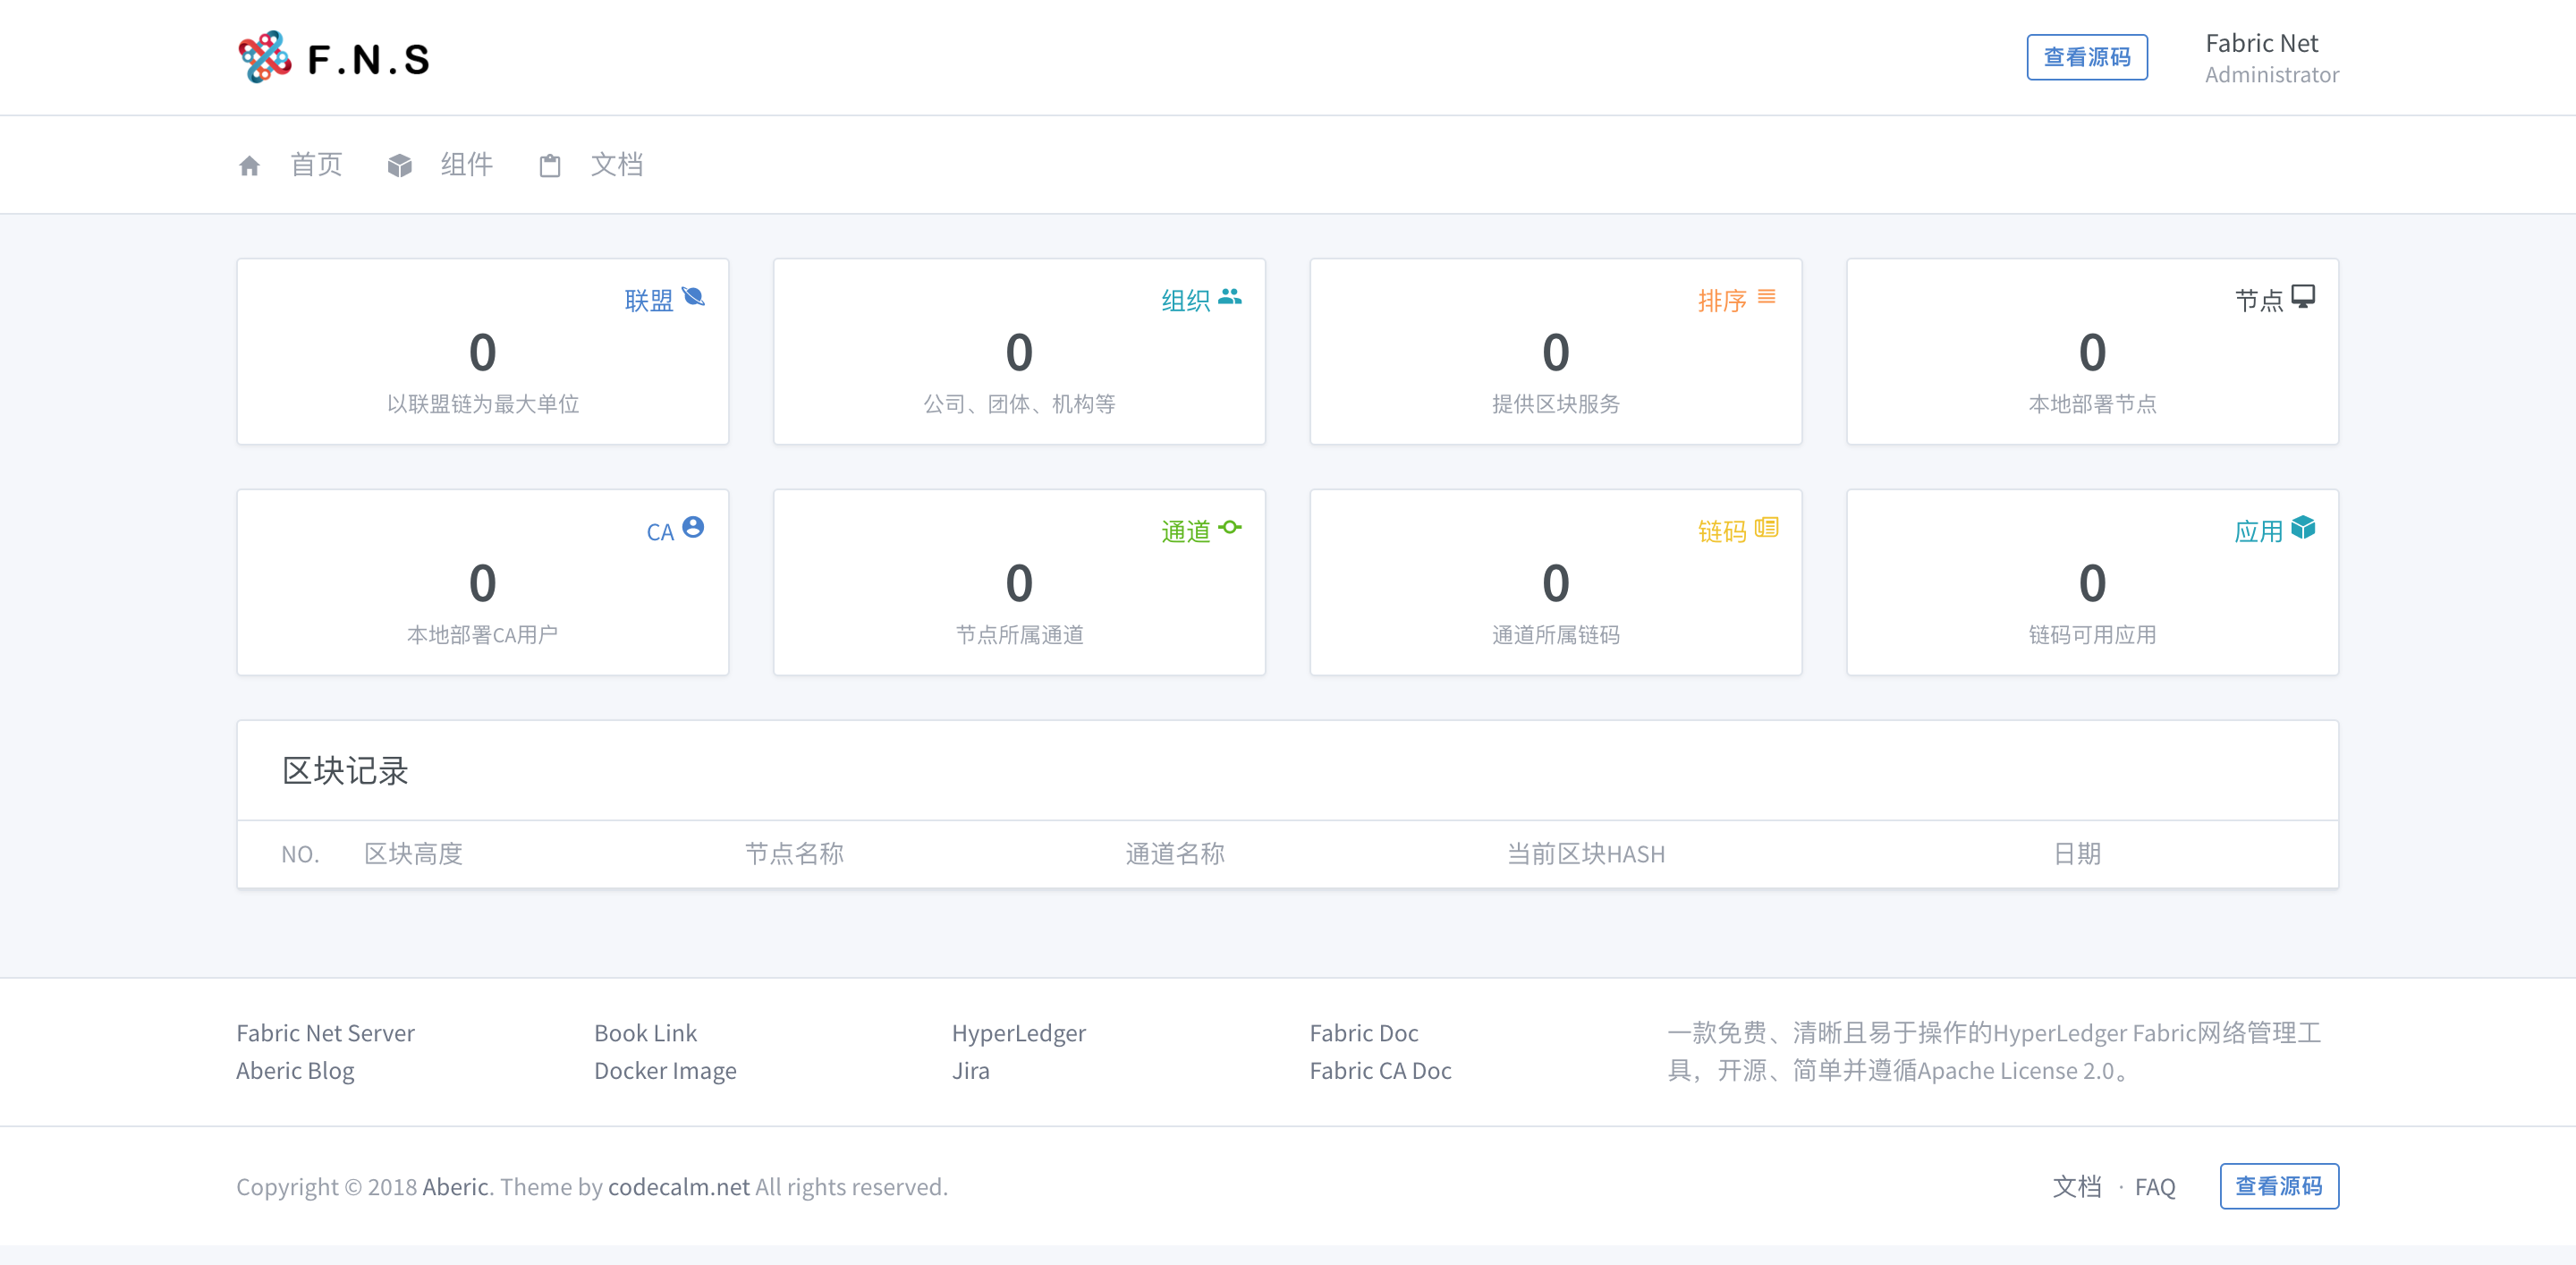 F.N.S
查看源码
Fabric Net
Administrator
首页 组件 文档
联盟
0
以联盟链为最大单位
组织
0
公司、团体、机构等
排序
0
提供区块服务
节点
0
本地部署节点
CA
0
本地部署CA用户
通道
0
节点所属通道
链码
0
通道所属链码
应用
0
链码可用应用
区块记录
NO. 区块高度 节点名称 通道名称 当前区块HASH 日期
Fabric Net Server
Aberic Blog
Book Link
Docker Image
HyperLedger
Jira
Fabric Doc
Fabric CA Doc
一款免费、清晰且易于操作的HyperLedger Fabric网络管理工
具，开源、简单并遵循Apache License 2.0。
Copyright © 2018 Aberic. Theme by codecalm.net All rights reserved.
文档 · FAQ
查看源码